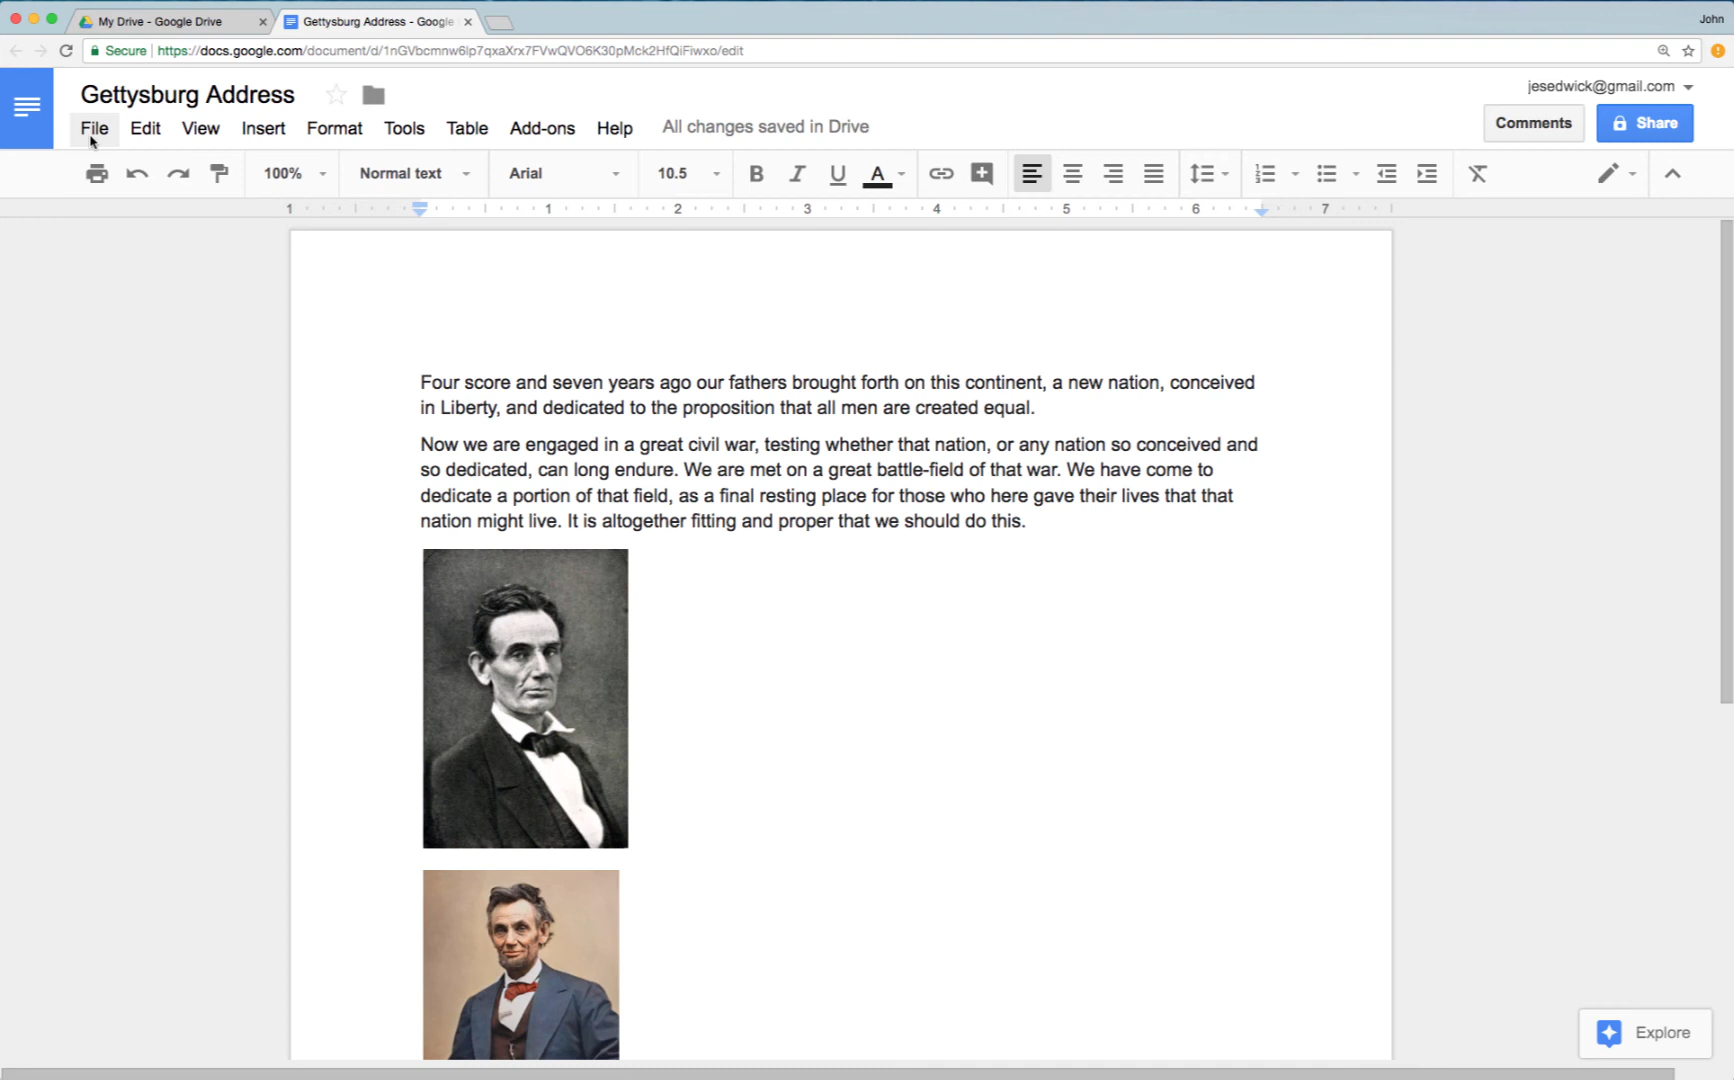 My Drive - Google Drive
Gettysburg Address - Google
John
Secure
https://docs.google.com/document/d/1nGVbcmnw6lp7qxaXrx7FVwQVO6K30pMck2HfQiFiwxo/edit
Gettysburg Address
jesedwick@gmail.com
File Edit View Insert Format Tools Table Add-ons Help All changes saved in Drive
Comments
Share
100% Normal text Arial 10.5 B I U A
1 1 2 3 4 5 6 7
Four score and seven years ago our fathers brought forth on this continent, a new nation, conceived
in Liberty, and dedicated to the proposition that all men are created equal.
Now we are engaged in a great civil war, testing whether that nation, or any nation so conceived and
so dedicated, can long endure. We are met on a great battle-field of that war. We have come to
dedicate a portion of that field, as a final resting place for those who here gave their lives that that
nation might live. It is altogether fitting and proper that we should do this.
Explore